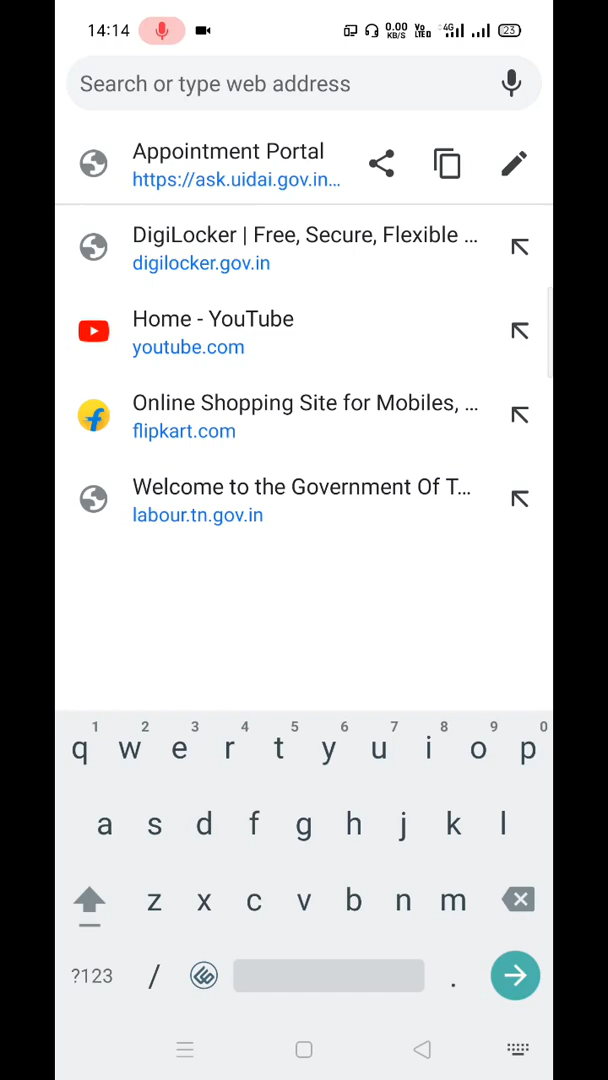 14:14 0.00 KB/S Vo LTE 4G 23
Search or type web address
Appointment Portal
https://ask.uidai.gov.in...
DigiLocker | Free, Secure, Flexible ...
digilocker.gov.in
Home - YouTube
youtube.com
Online Shopping Site for Mobiles, ...
flipkart.com
Welcome to the Government Of T...
labour.tn.gov.in
1 2 3 4 5 6 7 8 9 0
q w e r t y u i o p
a s d f g h j k l
z x c v b n m
?123 / .